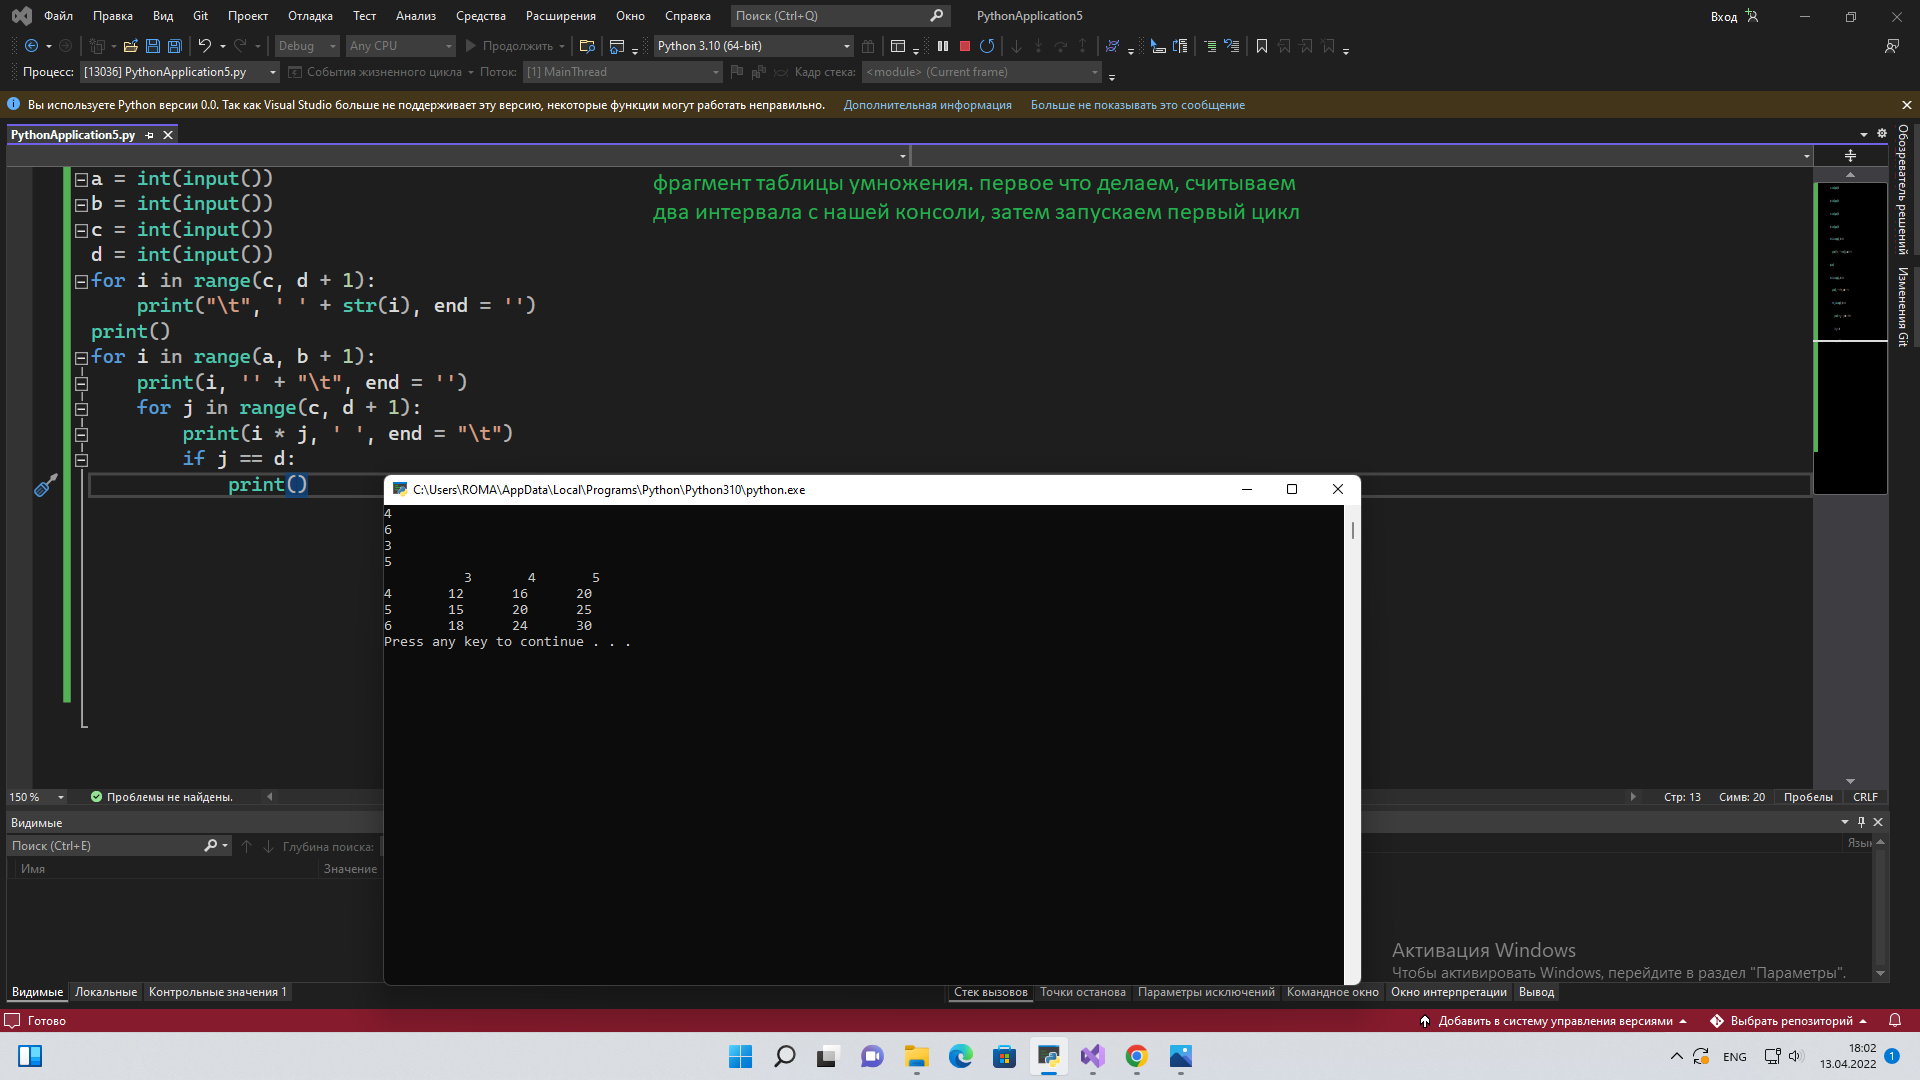 Файл Правка Вид Git Проект Отладка Тест Анализ Средства Расширения Окно Справка Поиск (Ctrl+Q) PythonApplication5 Вход
Debug Any CPU Продолжить Python 3.10 (64-bit)
Процесс: [13036] PythonApplication5.py События жизненного цикла Поток: [1] MainThread Кадр стека: <module> (Current frame)
Вы используете Python версии 0.0. Так как Visual Studio больше не поддерживает эту версию, некоторые функции могут работать неправильно. Дополнительная информация Больше не показывать это сообщение
PythonApplication5.py
Обозреватель решений
Изменения Git
a = int(input())
b = int(input())
c = int(input())
d = int(input())
for i in range(c, d + 1):
    print("\t", ' ' + str(i), end = '')
print()
for i in range(a, b + 1):
    print(i, '' + "\t", end = '')
    for j in range(c, d + 1):
        print(i * j, ' ', end = "\t")
        if j == d:
            print()
фрагмент таблицы умножения. первое что делаем, считываем
два интервала с нашей консоли, затем запускаем первый цикл
C:\Users\ROMA\AppData\Local\Programs\Python\Python310\python.exe
4
6
3
5
3 4 5
4 12 16 20
5 15 20 25
6 18 24 30
Press any key to continue . . .
150 % Проблемы не найдены. Стр: 13 Симв: 20 Пробелы CRLF
Видимые
Поиск (Ctrl+E) Глубина поиска:
Имя Значение
Язык
Активация Windows
Чтобы активировать Windows, перейдите в раздел "Параметры".
Видимые Локальные Контрольные значения 1 Стек вызовов Точки останова Параметры исключений Командное окно Окно интерпретации Вывод
Готово Добавить в систему управления версиями Выбрать репозиторий
ENG 18:02
13.04.2022 1